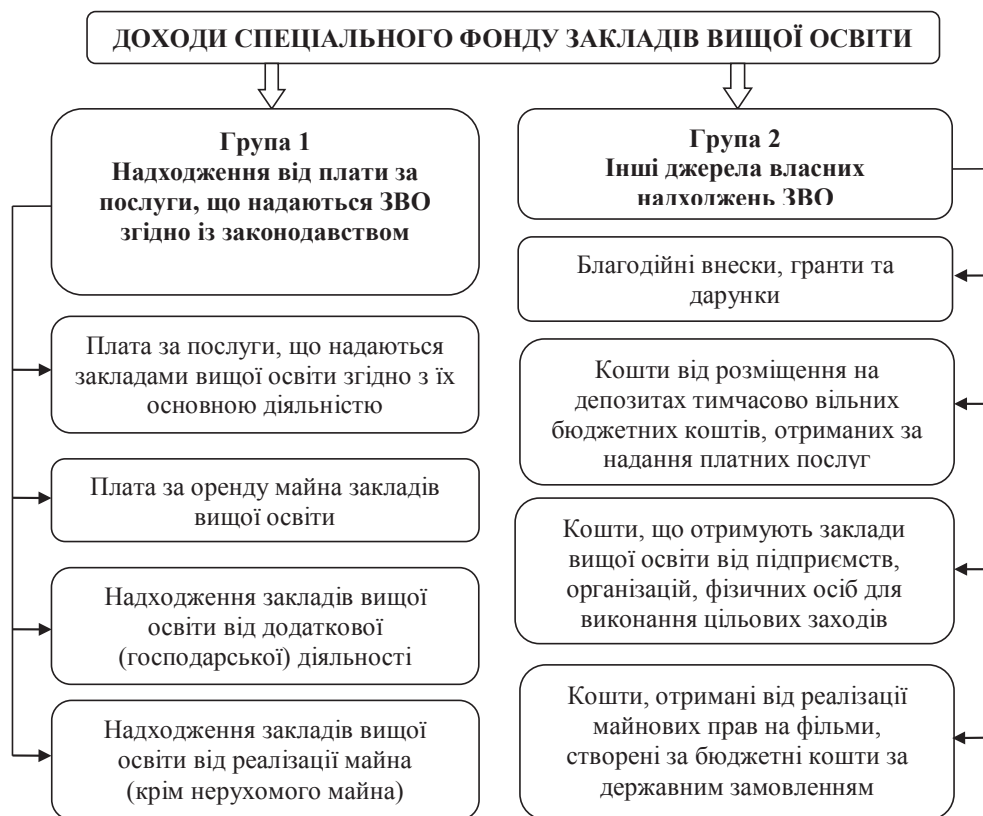 ДОХОДИ СПЕЦІАЛЬНОГО ФОНДУ ЗАКЛАДІВ ВИЩОЇ ОСВІТИ
Група 1
Надходження від плати за
послуги, що надаються ЗВО
згідно із законодавством
Плата за послуги, що надаються
закладами вищої освіти згідно з їх
основною діяльністю
Плата за оренду майна закладів
вищої освіти
Надходження закладів вищої
освіти від додаткової
(господарської) діяльності
Надходження закладів вищої
освіти від реалізації майна
(крім нерухомого майна)
Група 2
Інші джерела власних
надходжень ЗВО
Благодійні внески, гранти та
дарунки
Кошти від розміщення на
депозитах тимчасово вільних
бюджетних коштів, отриманих за
надання платних послуг
Кошти, що отримують заклади
вищої освіти від підприємств,
організацій, фізичних осіб для
виконання цільових заходів
Кошти, отримані від реалізації
майнових прав на фільми,
створені за бюджетні кошти за
державним замовленням